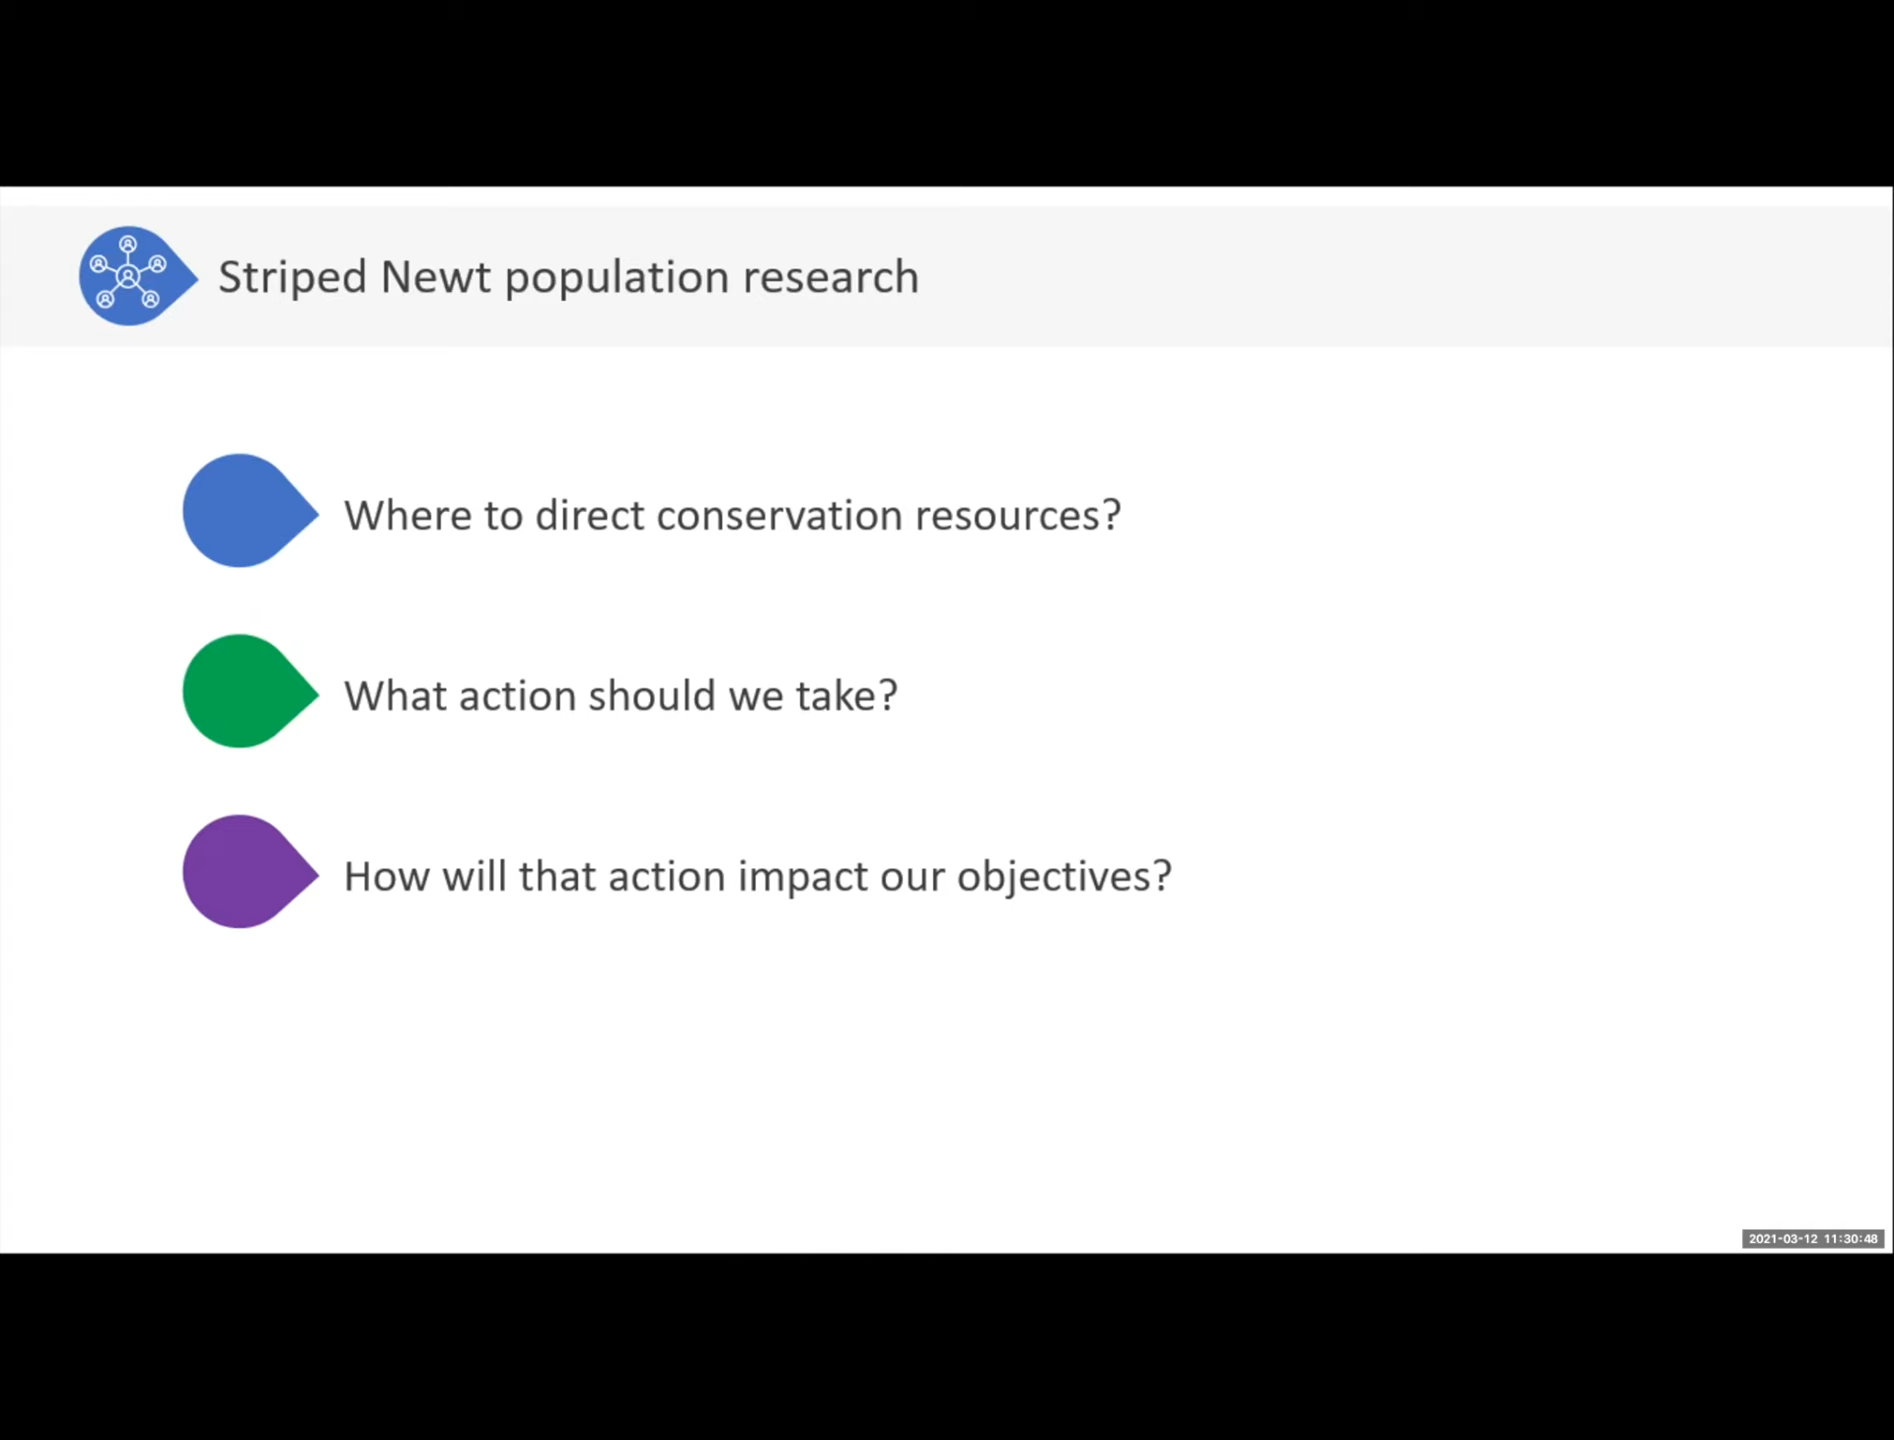 Striped Newt population research
Where to direct conservation resources?
What action should we take?
How will that action impact our objectives?
2021-03-12 11:30:48